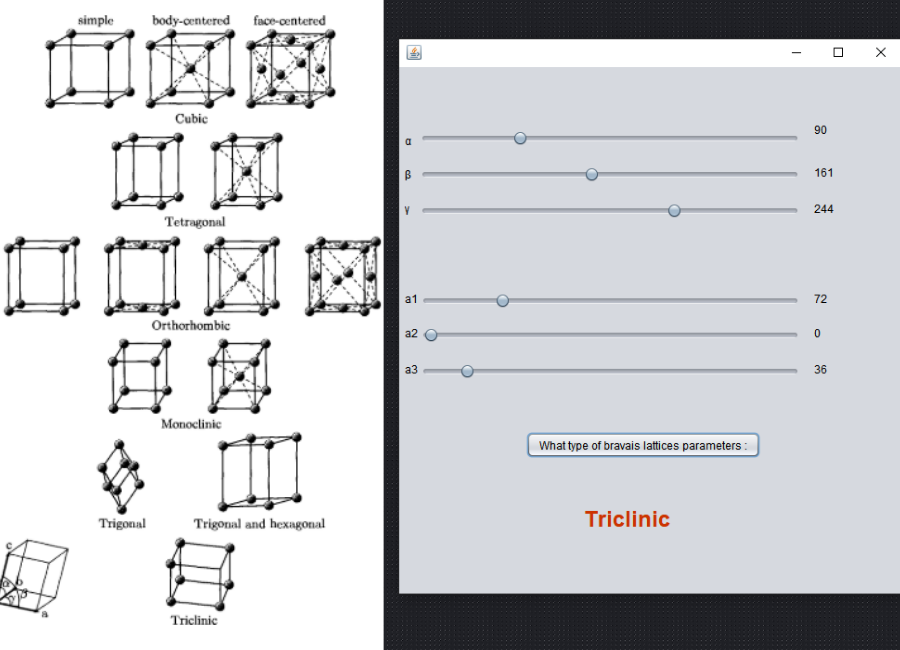 simple body-centered face-centered
Cubic
Tetragonal
Orthorhombic
Monoclinic
Trigonal Trigonal and hexagonal
c
α b β
γ
a
Triclinic
α 90
β 161
γ 244
a1 72
a2 0
a3 36
What type of bravais lattices parameters :
Triclinic